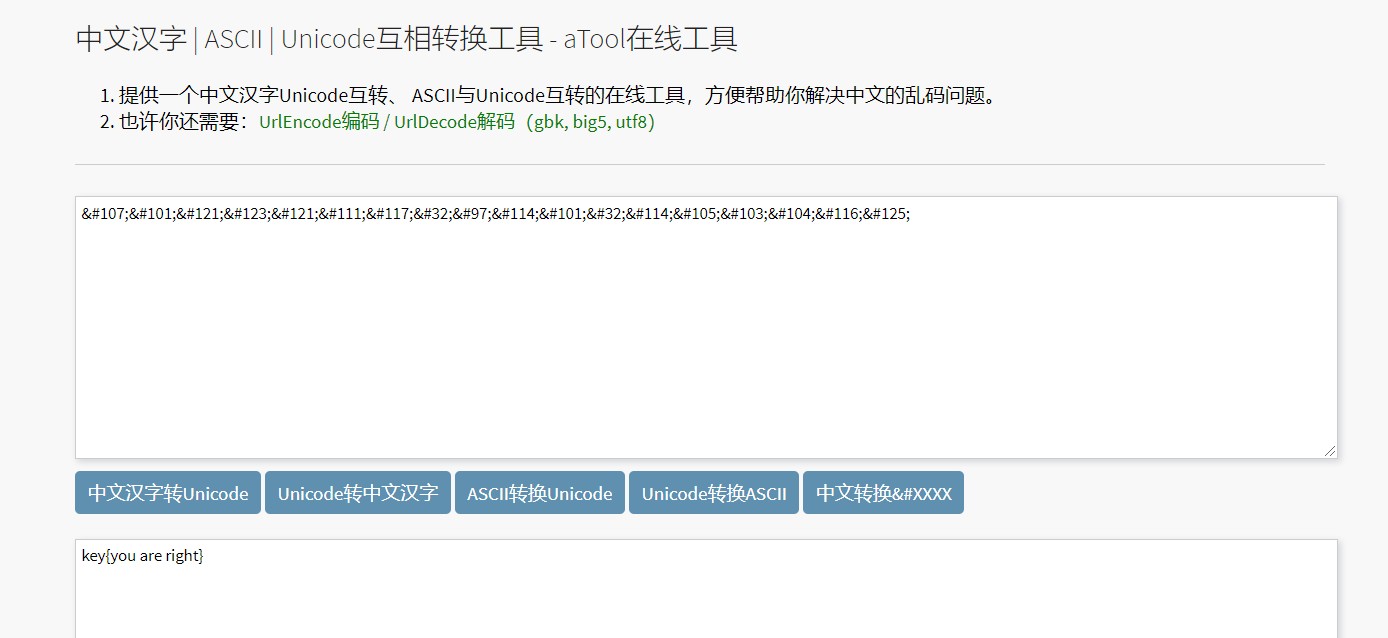 中文汉字 | ASCII | Unicode互相转换工具 - aTool在线工具
1. 提供一个中文汉字Unicode互转、 ASCII与Unicode互转的在线工具，方便帮助你解决中文的乱码问题。
2. 也许你还需要：UrlEncode编码 / UrlDecode解码（gbk, big5, utf8）
&#107;&#101;&#121;&#123;&#121;&#111;&#117;&#32;&#97;&#114;&#101;&#32;&#114;&#105;&#103;&#104;&#116;&#125;
中文汉字转Unicode Unicode转中文汉字 ASCII转换Unicode Unicode转换ASCII 中文转换&#XXXX
key{you are right}